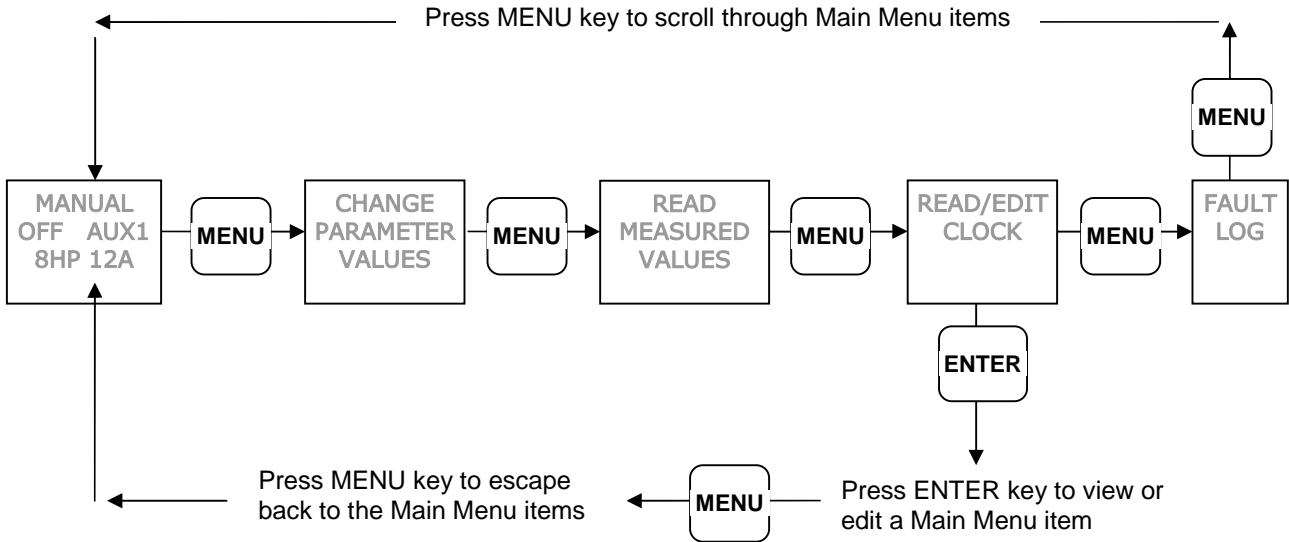 Press MENU key to scroll through Main Menu items
MENU
MANUAL
OFF AUX1
8HP 12A
MENU
CHANGE
PARAMETER
VALUES
MENU
READ
MEASURED
VALUES
MENU
READ/EDIT
CLOCK
MENU
FAULT
LOG
ENTER
Press MENU key to escape
back to the Main Menu items
MENU
Press ENTER key to view or
edit a Main Menu item